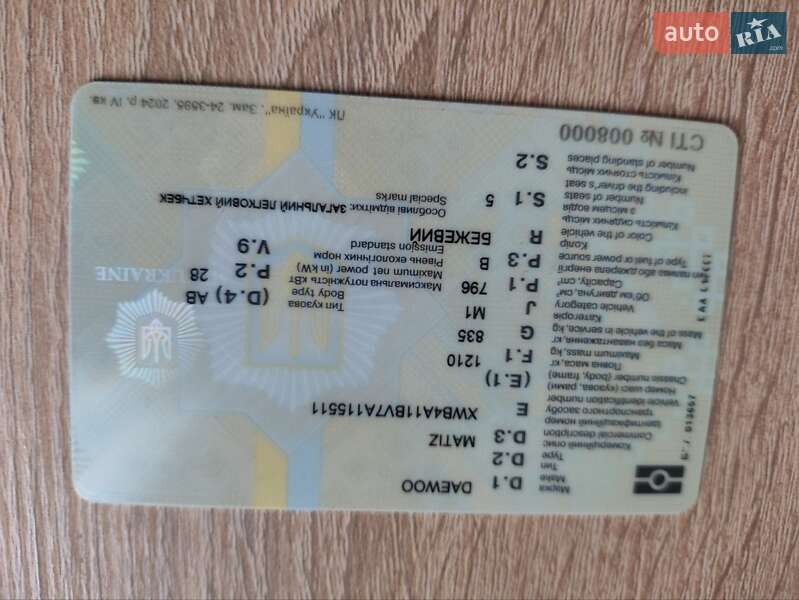 auto RIA.com
Марка
Make
D.1 DAEWOO
Тип
Type
D.2
Комерційний опис
Commercial description
D.3 MATIZ
Ідентифікаційний номер
транспортного засобу
Vehicle identification number
E XWB4A11BV7A115511
Номер шасі (кузова, рами)
Chassis number (body, frame)
(E.1)
Повна маса, кг
Maximum mass, kg
F.1 1210
Маса без навантаження, кг
Mass of the vehicle in service, kg
G 835
Категорія
Vehicle category
J M1
Тип кузова
Body type
(D.4) АВ
Об'єм двигуна, см³
Capacity, cm³
P.1 796
Максимальна потужність кВт
Maximum net power (in kW)
P.2 28
Тип палива або джерела енергії
Type of fuel or power source
P.3 B
Рівень екологічних норм
Emission standard
V.9
Колір
Color of the vehicle
R БЕЖЕВИЙ
Кількість сидячих місць
з місцем водія
Number of seats
including the driver's seat
S.1 5
Особливі відмітки: ЗАГАЛЬНИЙ ЛЕГКОВИЙ ХЕТЧБЕК
Special marks
Кількість стоячих місць
Number of standing places
S.2
СТІ № 008000
UKRAINE
ПК "Україна". Зам. 24-3595. 2024 р. IV кв.